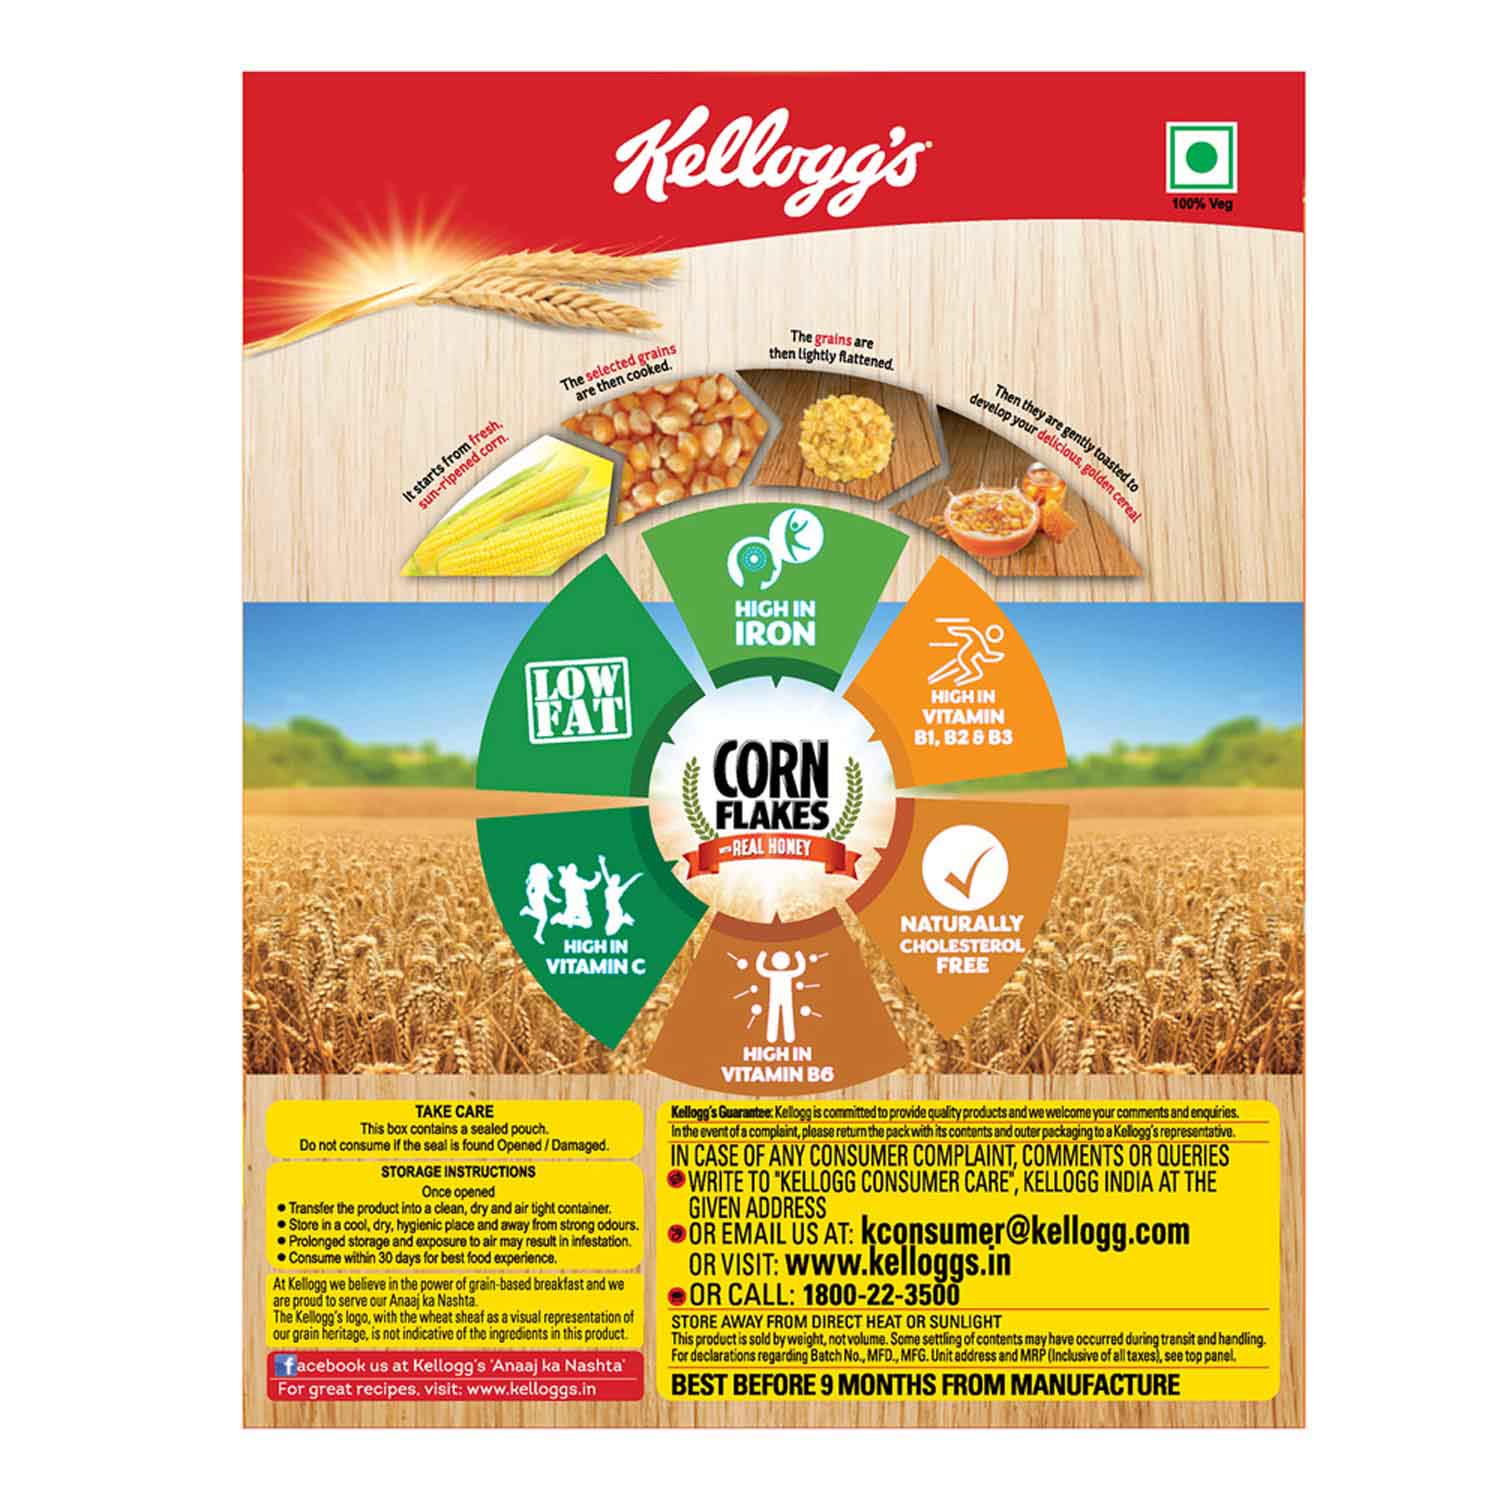 Kellogg's
100% Veg
It starts from fresh,
sun-ripened corn.
The selected grains
are then cooked.
The grains are
then lightly flattened.
Then they are gently toasted to
develop your delicious, golden cereal
HIGH IN
IRON
LOW
FAT
HIGH IN
VITAMIN
B1, B2 & B3
CORN
FLAKES
WITH REAL HONEY
HIGH IN
VITAMIN C
NATURALLY
CHOLESTEROL
FREE
HIGH IN
VITAMIN B6
TAKE CARE
This box contains a sealed pouch.
Do not consume if the seal is found Opened / Damaged.
STORAGE INSTRUCTIONS
Once opened
● Transfer the product into a clean, dry and air tight container.
● Store in a cool, dry, hygienic place and away from strong odours.
● Prolonged storage and exposure to air may result in infestation.
● Consume within 30 days for best food experience.
At Kellogg we believe in the power of grain-based breakfast and we
are proud to serve our Anaaj ka Nashta.
The Kellogg's logo, with the wheat sheaf as a visual representation of
our grain heritage, is not indicative of the ingredients in this product.
facebook us at Kellogg's 'Anaaj ka Nashta'
For great recipes, visit: www.kelloggs.in
Kellogg's Guarantee: Kellogg is committed to provide quality products and we welcome your comments and enquiries.
In the event of a complaint, please return the pack with its contents and outer packaging to a Kellogg's representative.
IN CASE OF ANY CONSUMER COMPLAINT, COMMENTS OR QUERIES
WRITE TO "KELLOGG CONSUMER CARE", KELLOGG INDIA AT THE
GIVEN ADDRESS
OR EMAIL US AT: kconsumer@kellogg.com
OR VISIT: www.kelloggs.in
OR CALL: 1800-22-3500
STORE AWAY FROM DIRECT HEAT OR SUNLIGHT
This product is sold by weight, not volume. Some settling of contents may have occurred during transit and handling.
For declarations regarding Batch No., MFD., MFG. Unit address and MRP (Inclusive of all taxes), see top panel.
BEST BEFORE 9 MONTHS FROM MANUFACTURE